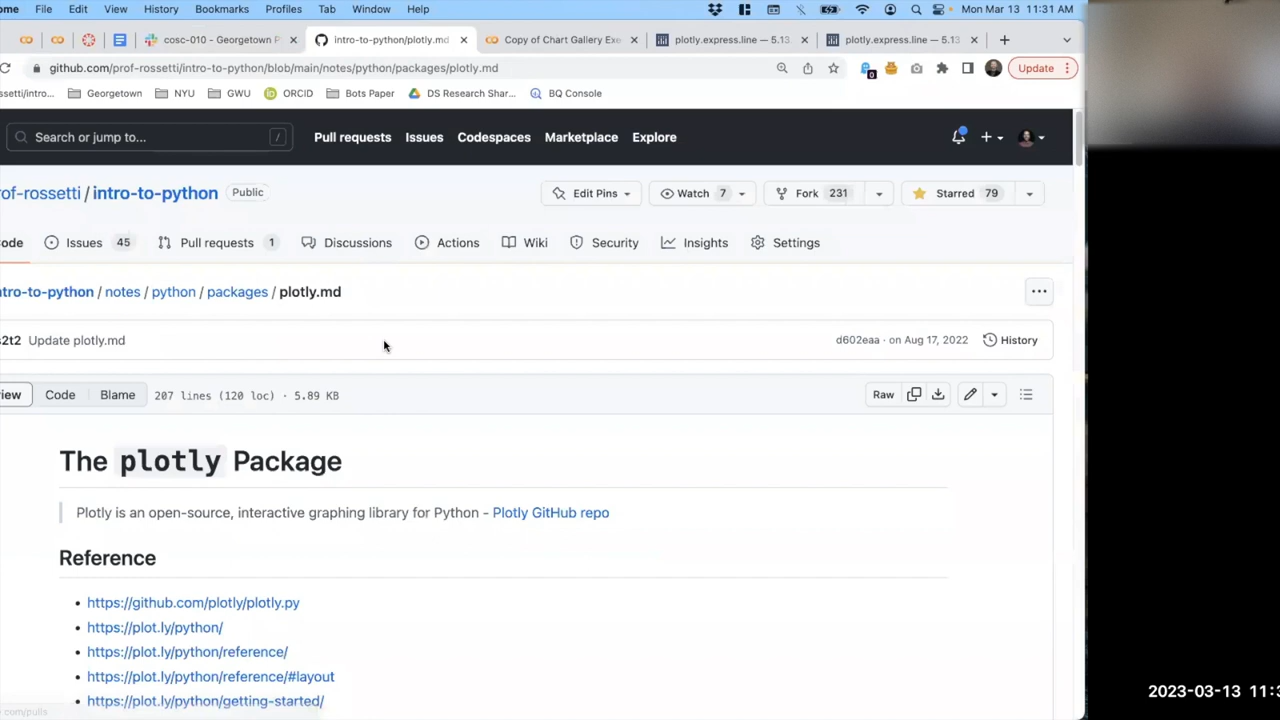 ome File Edit View History Bookmarks Profiles Tab Window Help Mon Mar 13 11:31 AM
cosc-010 - Georgetown P intro-to-python/plotly.md Copy of Chart Gallery Exe plotly.express.line — 5.13. plotly.express.line — 5.13.
github.com/prof-rossetti/intro-to-python/blob/main/notes/python/packages/plotly.md 0 Update
ssetti/intro... Georgetown NYU GWU ORCID Bots Paper DS Research Shar... BQ Console
Search or jump to... / Pull requests Issues Codespaces Marketplace Explore
rof-rossetti / intro-to-python Public Edit Pins Watch 7 Fork 231 Starred 79
ode Issues 45 Pull requests 1 Discussions Actions Wiki Security Insights Settings
ntro-to-python / notes / python / packages / plotly.md
s2t2 Update plotly.md d602eaa · on Aug 17, 2022 History
iew Code Blame 207 lines (120 loc) · 5.89 KB Raw
The plotly Package
Plotly is an open-source, interactive graphing library for Python - Plotly GitHub repo
Reference
• https://github.com/plotly/plotly.py
• https://plot.ly/python/
• https://plot.ly/python/reference/
• https://plot.ly/python/reference/#layout
• https://plot.ly/python/getting-started/
com/pulls
2023-03-13 11:3